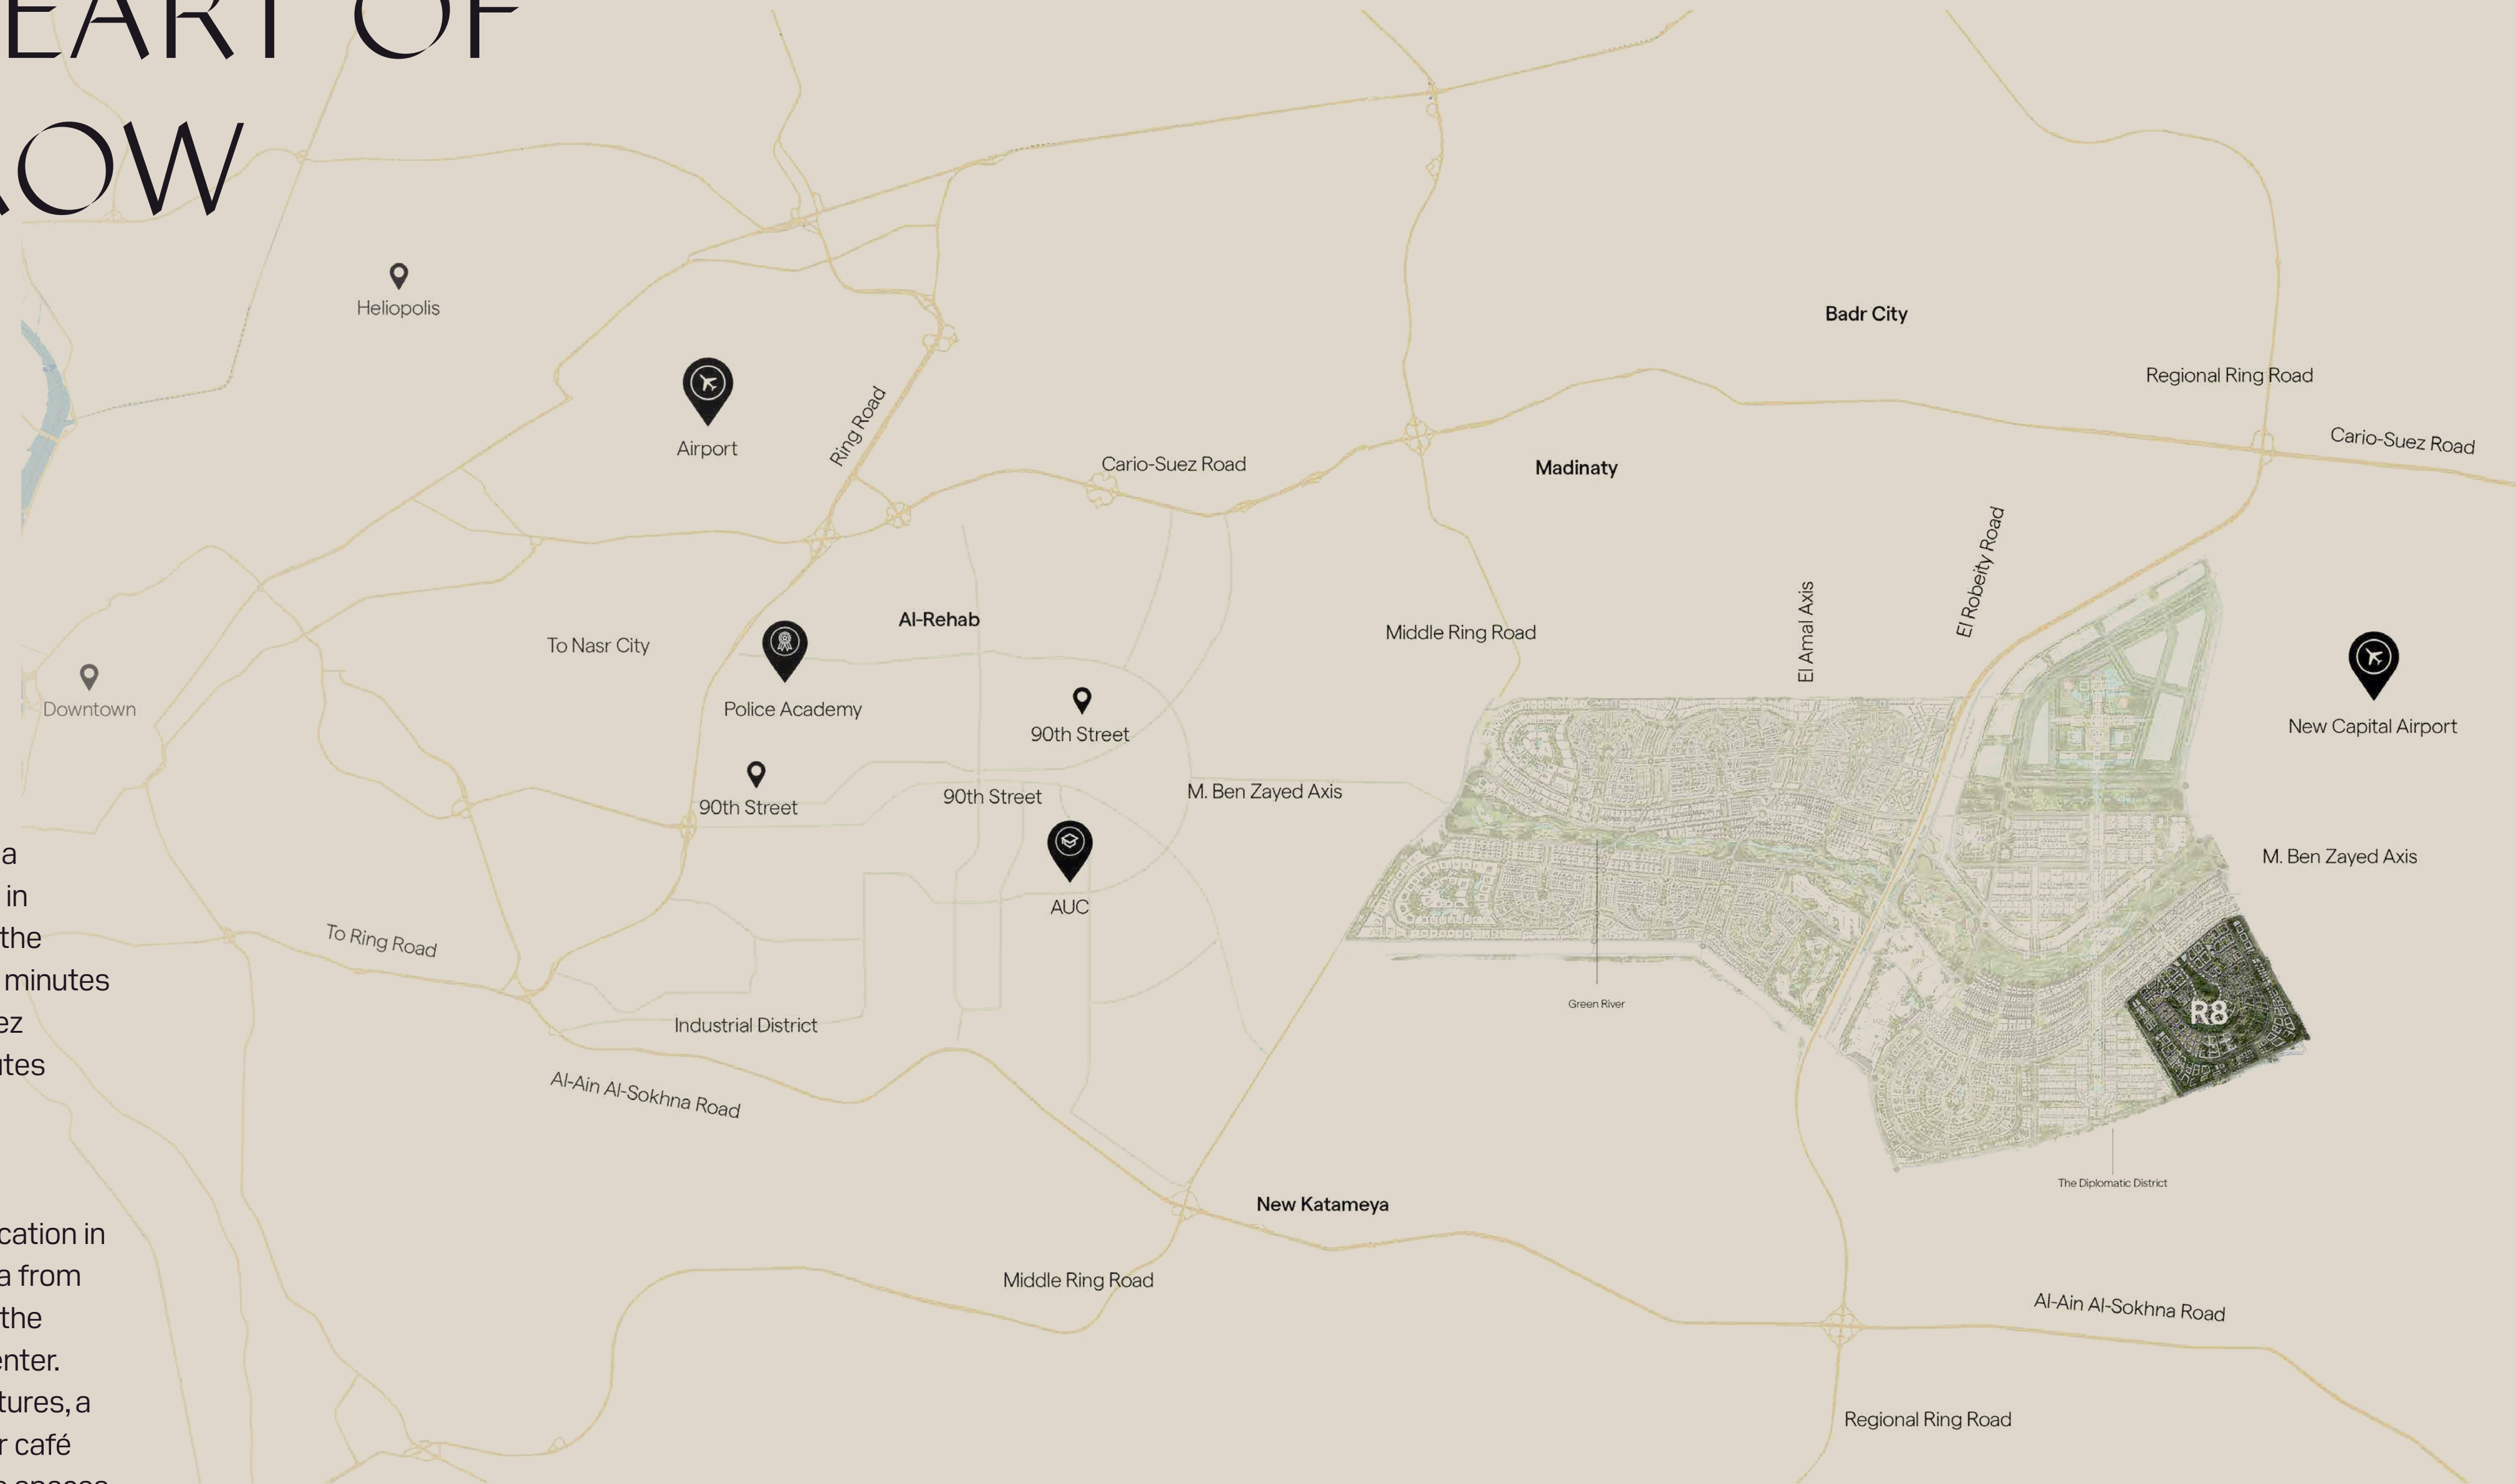 EART OF
ROW
Heliopolis
Badr City
Regional Ring Road
Airport
Ring Road
Cario-Suez Road
Cario-Suez Road
Madinaty
El Robeity Road
El Amal Axis
Al-Rehab
Middle Ring Road
To Nasr City
Downtown
Police Academy
90th Street
New Capital Airport
90th Street
90th Street
M. Ben Zayed Axis
a
in
the
minutes
ez
utes
M. Ben Zayed Axis
AUC
To Ring Road
Green River
R8
Industrial District
Al-Ain Al-Sokhna Road
The Diplomatic District
New Katameya
cation in
a from
the
enter.
tures, a
r café
spaces
Middle Ring Road
Al-Ain Al-Sokhna Road
Regional Ring Road